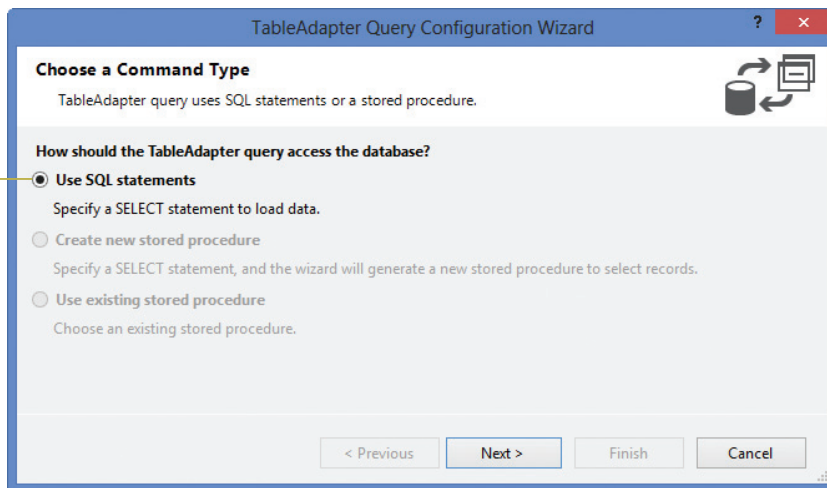 TableAdapter Query Configuration Wizard
?
×
Choose a Command Type
TableAdapter query uses SQL statements or a stored procedure.
How should the TableAdapter query access the database?
Use SQL statements
Specify a SELECT statement to load data.
Create new stored procedure
Specify a SELECT statement, and the wizard will generate a new stored procedure to select records.
Use existing stored procedure
Choose an existing stored procedure.
< Previous
Next >
Finish
Cancel